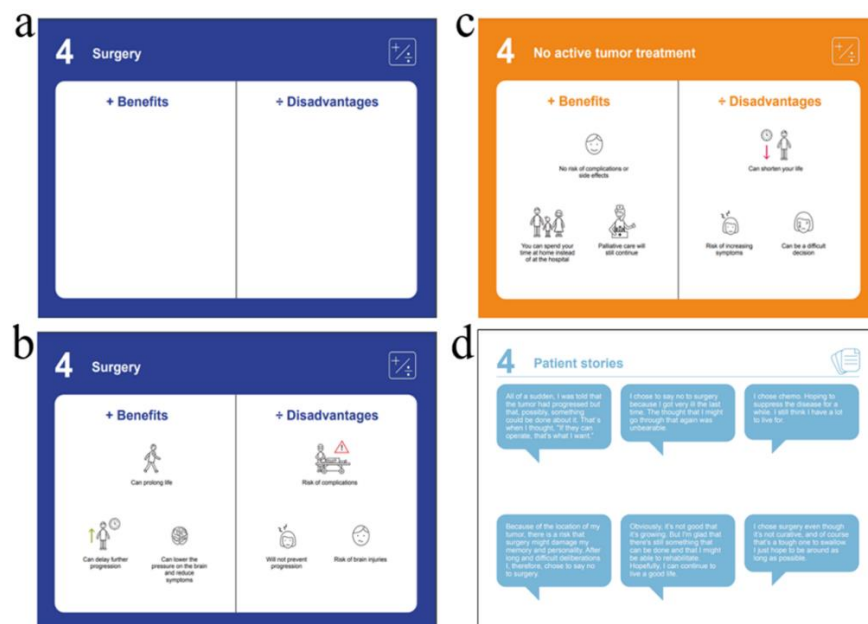 a
4 Surgery
+ Benefits
÷ Disadvantages
b
4 Surgery
+ Benefits
÷ Disadvantages
Can prolong life
Risk of complications
Can delay further
progression
Can lower the
pressure on the brain
and reduce
symptoms
Will not prevent
progression
Risk of brain injuries
c
4 No active tumor treatment
+ Benefits
÷ Disadvantages
No risk of complications or
side effects
Can shorten your life
You can spend your
time at home instead
of at the hospital
Palliative care will
still continue
Risk of increasing
symptoms
Can be a difficult
decision
d
4 Patient stories
All of a sudden, I was told that
the tumor had progressed but
that, possibly, something
could be done about it. That's
when I thought, "If they can
operate, that's what I want."
I chose to say no to surgery
because I got very ill the last
time. The thought that I might
go through that again was
unbearable.
I chose chemo. Hoping to
suppress the disease for a
while. I still think I have a lot
to live for.
Because of the location of my
tumor, there is a risk that
surgery might damage my
memory and personality. After
long and difficult deliberations
I, therefore, chose to say no
to surgery.
Obviously, it's not good that
it's growing. But I'm glad that
there's still something that
can be done and that I might
be able to rehabilitate.
Hopefully, I can continue to
live a good life.
I chose surgery even though
it's not curative, and of course
that's a tough one to swallow.
I just hope to be around as
long as possible.